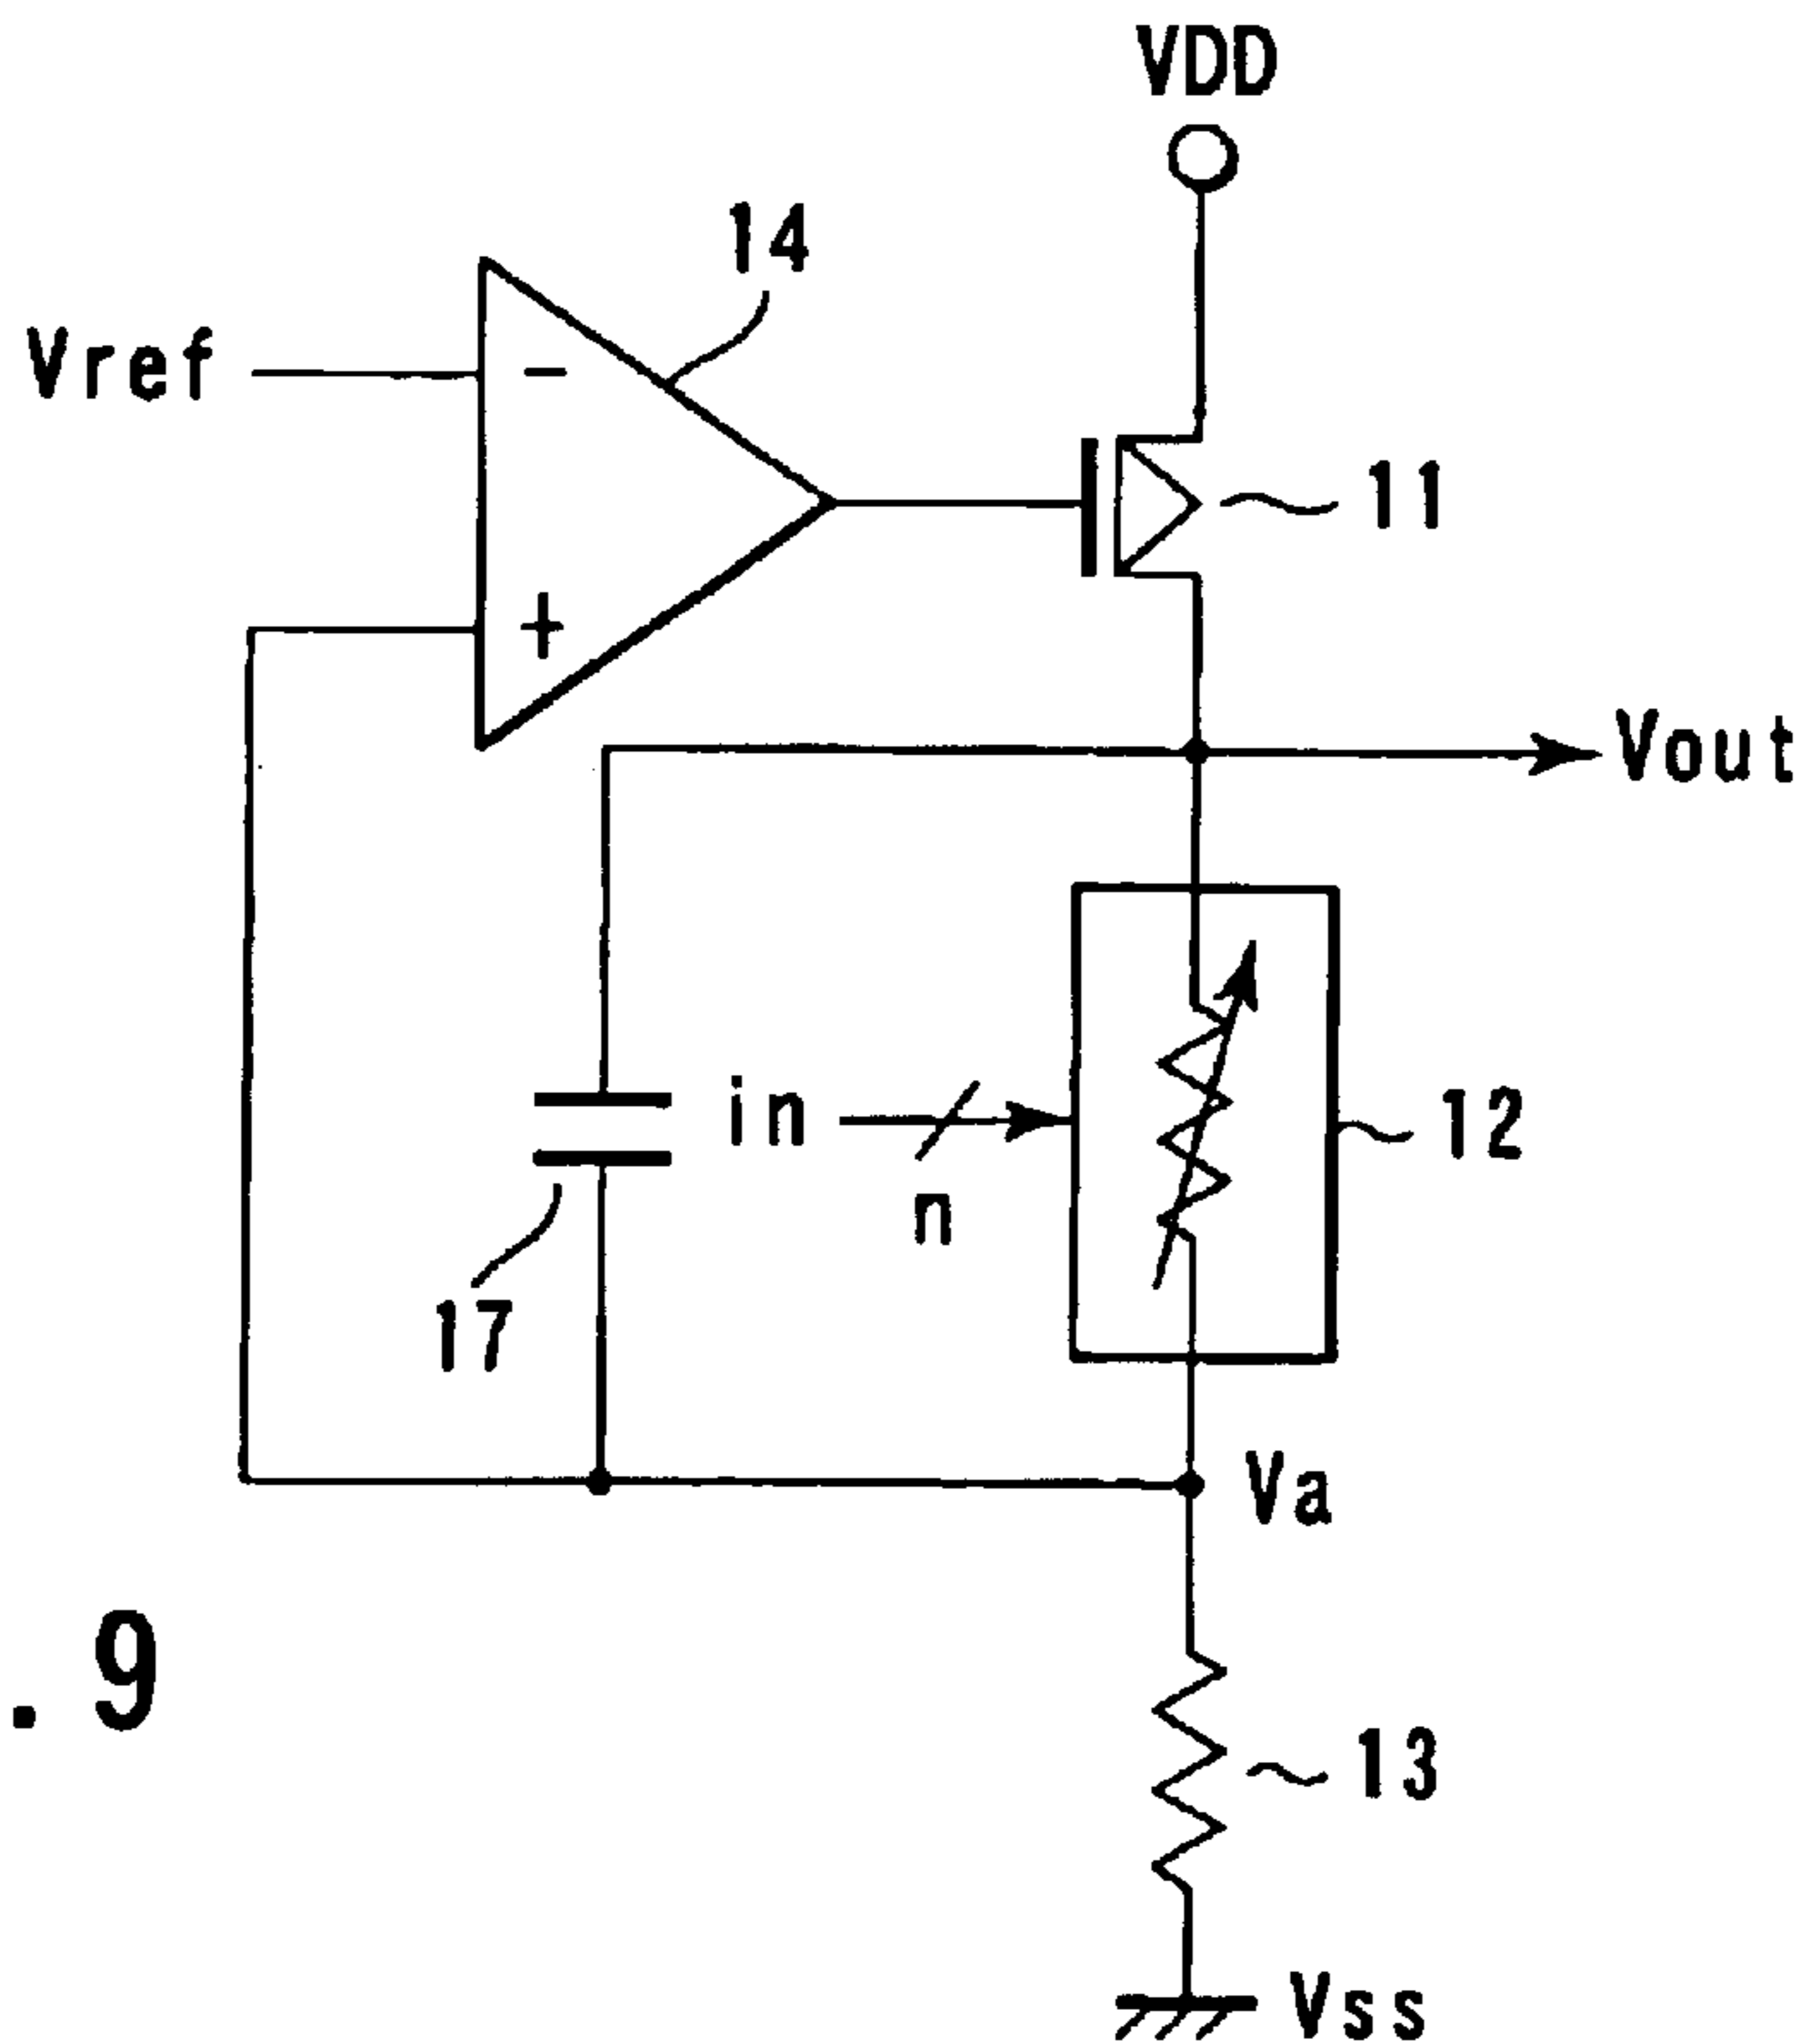 VDD
14
Vref
-
11
+
Vout
in
12
n
17
Va
. 9
13
Vss